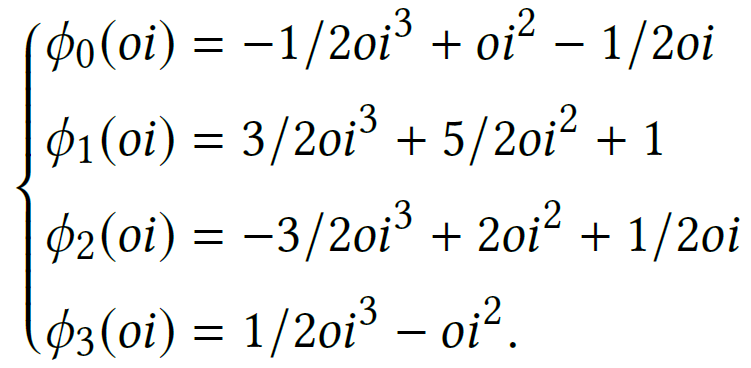 ϕ₀(oi) = −1/2oi³ + oi² − 1/2oi
ϕ₁(oi) = 3/2oi³ + 5/2oi² + 1
ϕ₂(oi) = −3/2oi³ + 2oi² + 1/2oi
ϕ₃(oi) = 1/2oi³ − oi².